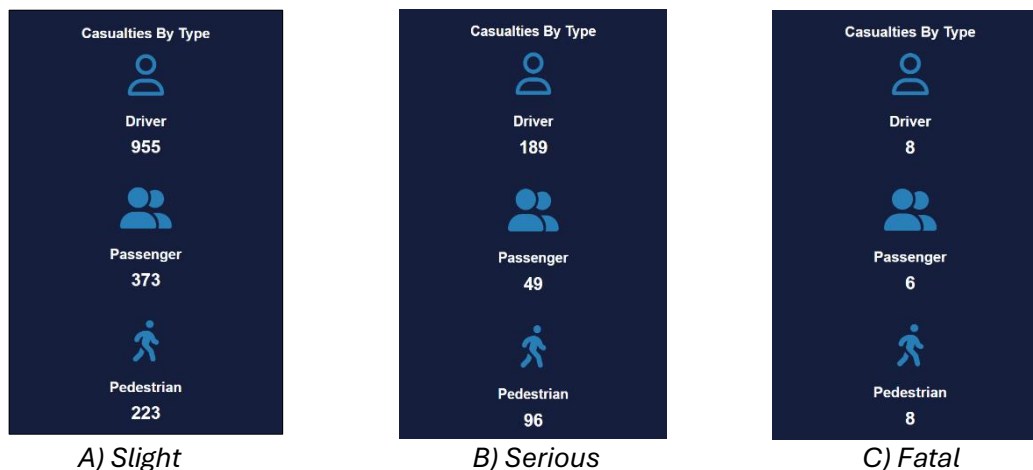 Casualties By Type
Driver
955
Passenger
373
Pedestrian
223
A) Slight
Casualties By Type
Driver
189
Passenger
49
Pedestrian
96
B) Serious
Casualties By Type
Driver
8
Passenger
6
Pedestrian
8
C) Fatal